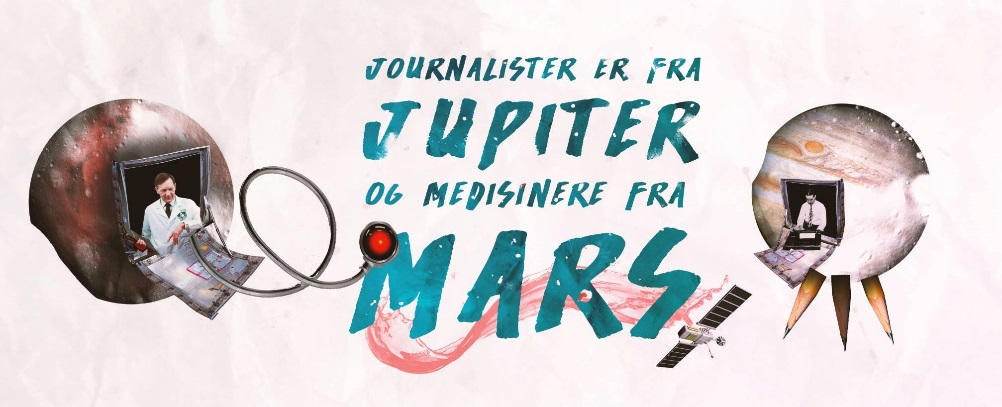 JOURNALISTER ER FRA
JUPITER
OG MEDISINERE FRA
MARS